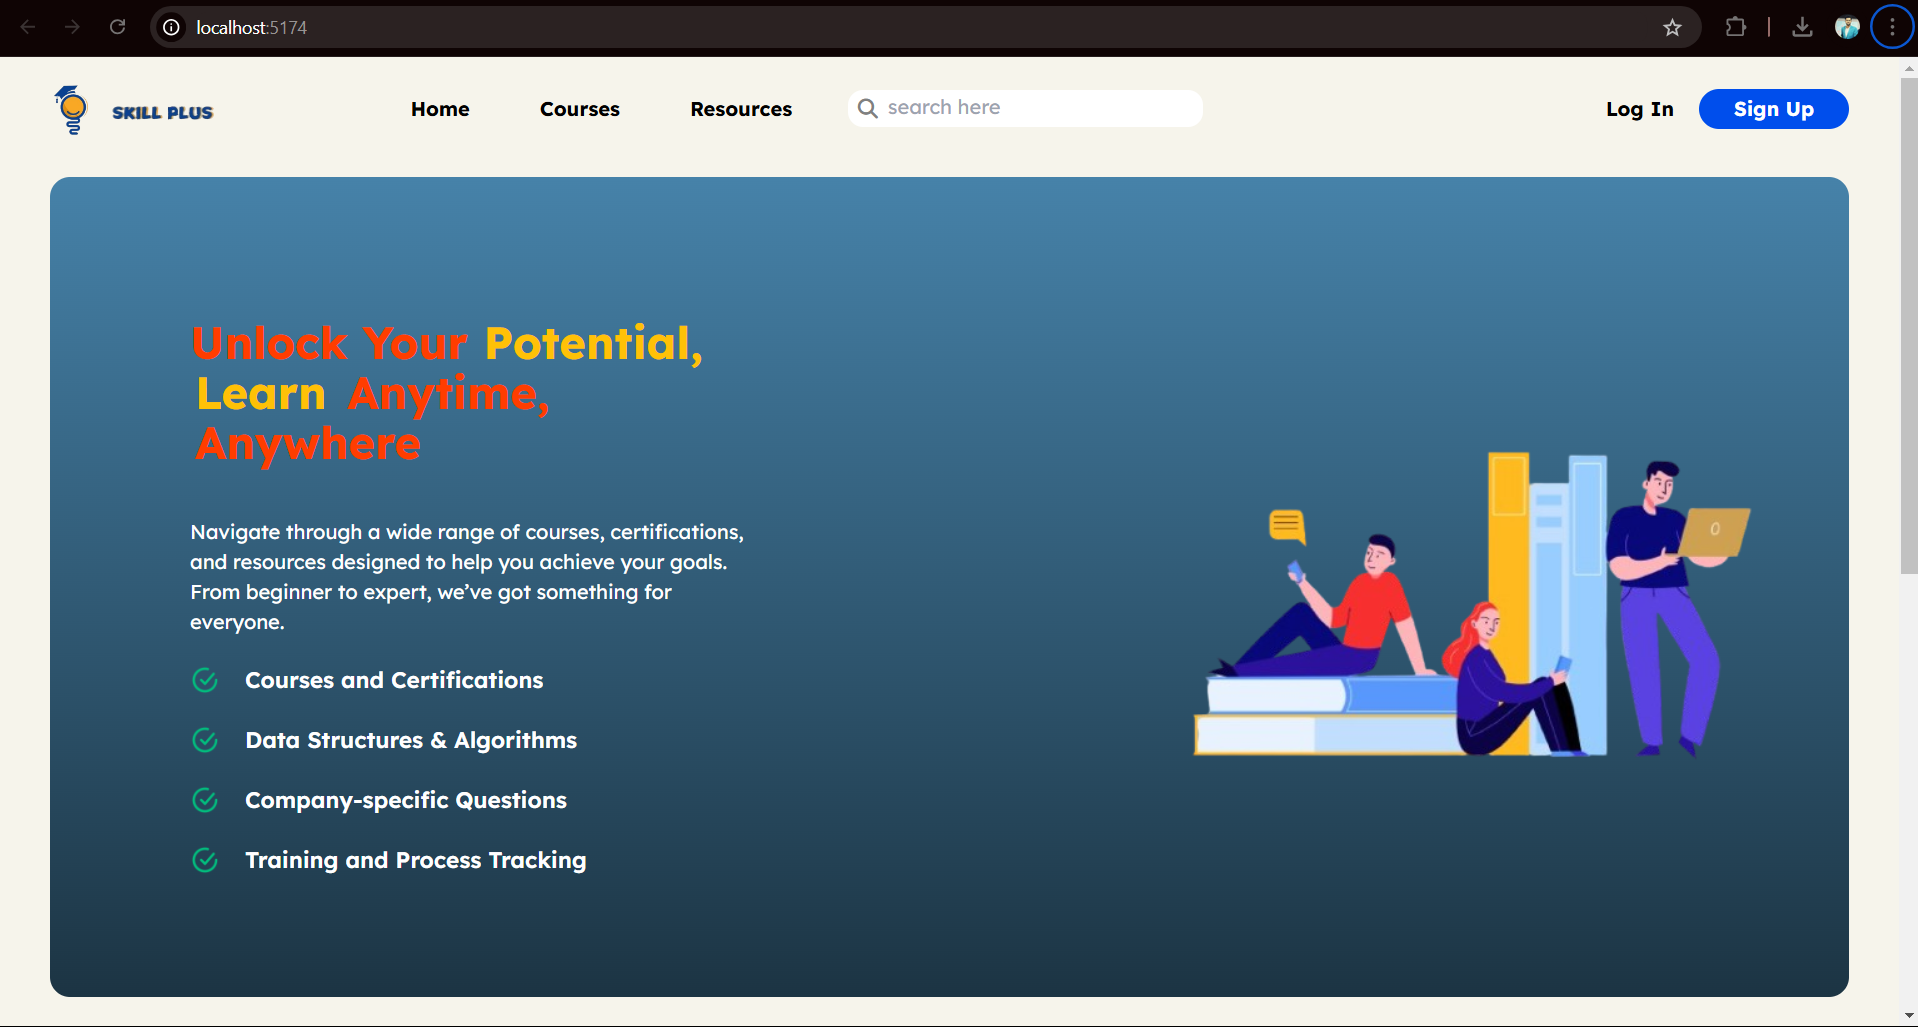 localhost:5174
SKILL PLUS
Home
Courses
Resources
search here
Log In
Sign Up
Unlock Your Potential,
Learn Anytime,
Anywhere
Navigate through a wide range of courses, certifications,
and resources designed to help you achieve your goals.
From beginner to expert, we’ve got something for
everyone.
Courses and Certifications
Data Structures & Algorithms
Company-specific Questions
Training and Process Tracking